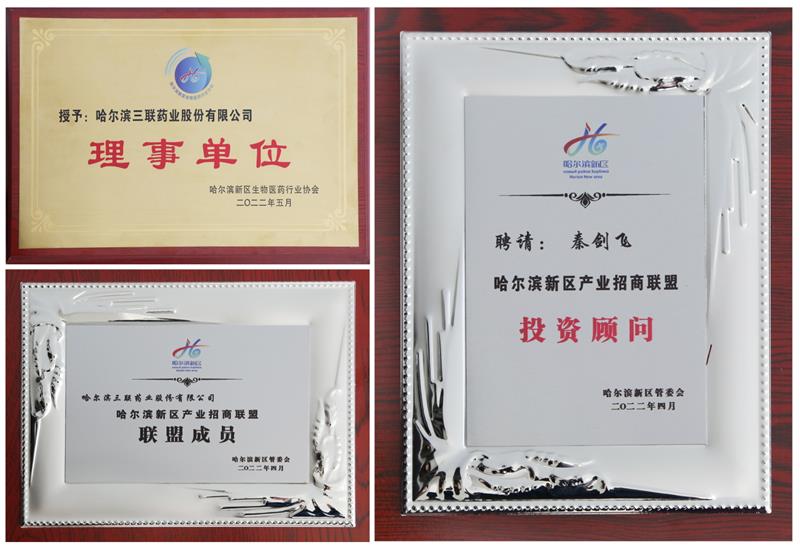 授予：哈尔滨三联药业股份有限公司
理事单位
哈尔滨新区生物医药行业协会
二〇二二年五月
哈尔滨新区
哈尔滨三联药业股份有限公司
哈尔滨新区产业招商联盟
联盟成员
哈尔滨新区管委会
二〇二二年四月
哈尔滨新区
новый район Харбина
Harbin New area
聘请：秦剑飞
哈尔滨新区产业招商联盟
投资顾问
哈尔滨新区管委会
二〇二二年四月